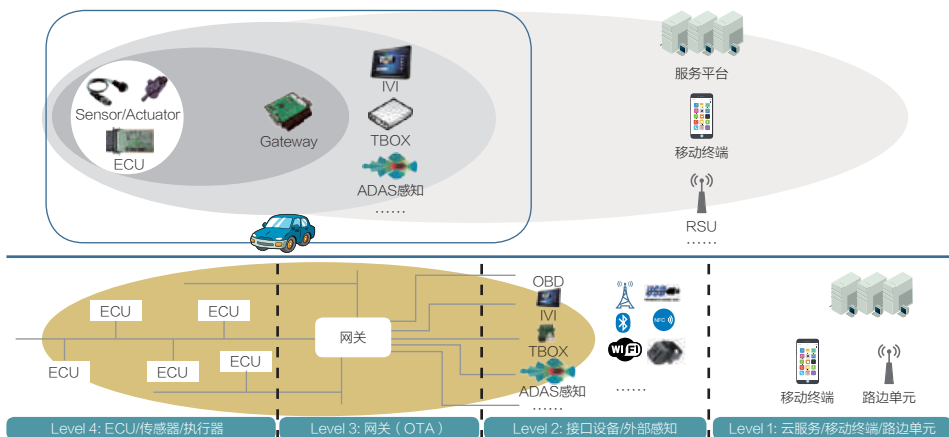 服务平台
IVI
Sensor/Actuator
Gateway
TBOX
移动终端
ECU
ADAS感知
……
RSU
……
OBD
IVI
USB
ECU
ECU
NFC
网关
TBOX
WiFi
ECU
ECU
ECU
ADAS感知
……
……
移动终端
路边单元
Level 4: ECU/传感器/执行器
Level 3: 网关（OTA）
Level 2: 接口设备/外部感知
Level 1: 云服务/移动终端/路边单元